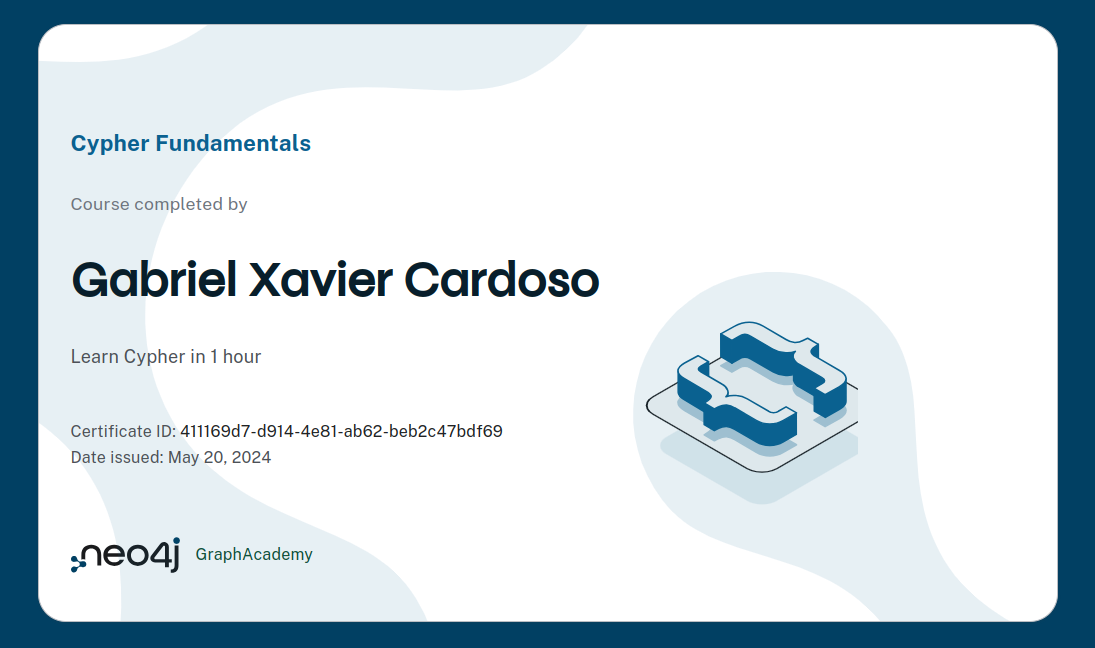 Cypher Fundamentals
Course completed by
Gabriel Xavier Cardoso
Learn Cypher in 1 hour
Certificate ID: 411169d7-d914-4e81-ab62-beb2c47bdf69
Date issued: May 20, 2024
neo4j GraphAcademy